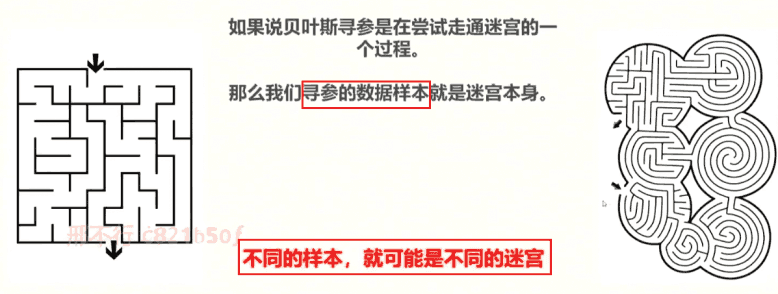 如果说贝叶斯寻参是在尝试走通迷宫的一
个过程。
那么我们寻参的数据样本就是迷宫本身。
不同的样本，就可能是不同的迷宫